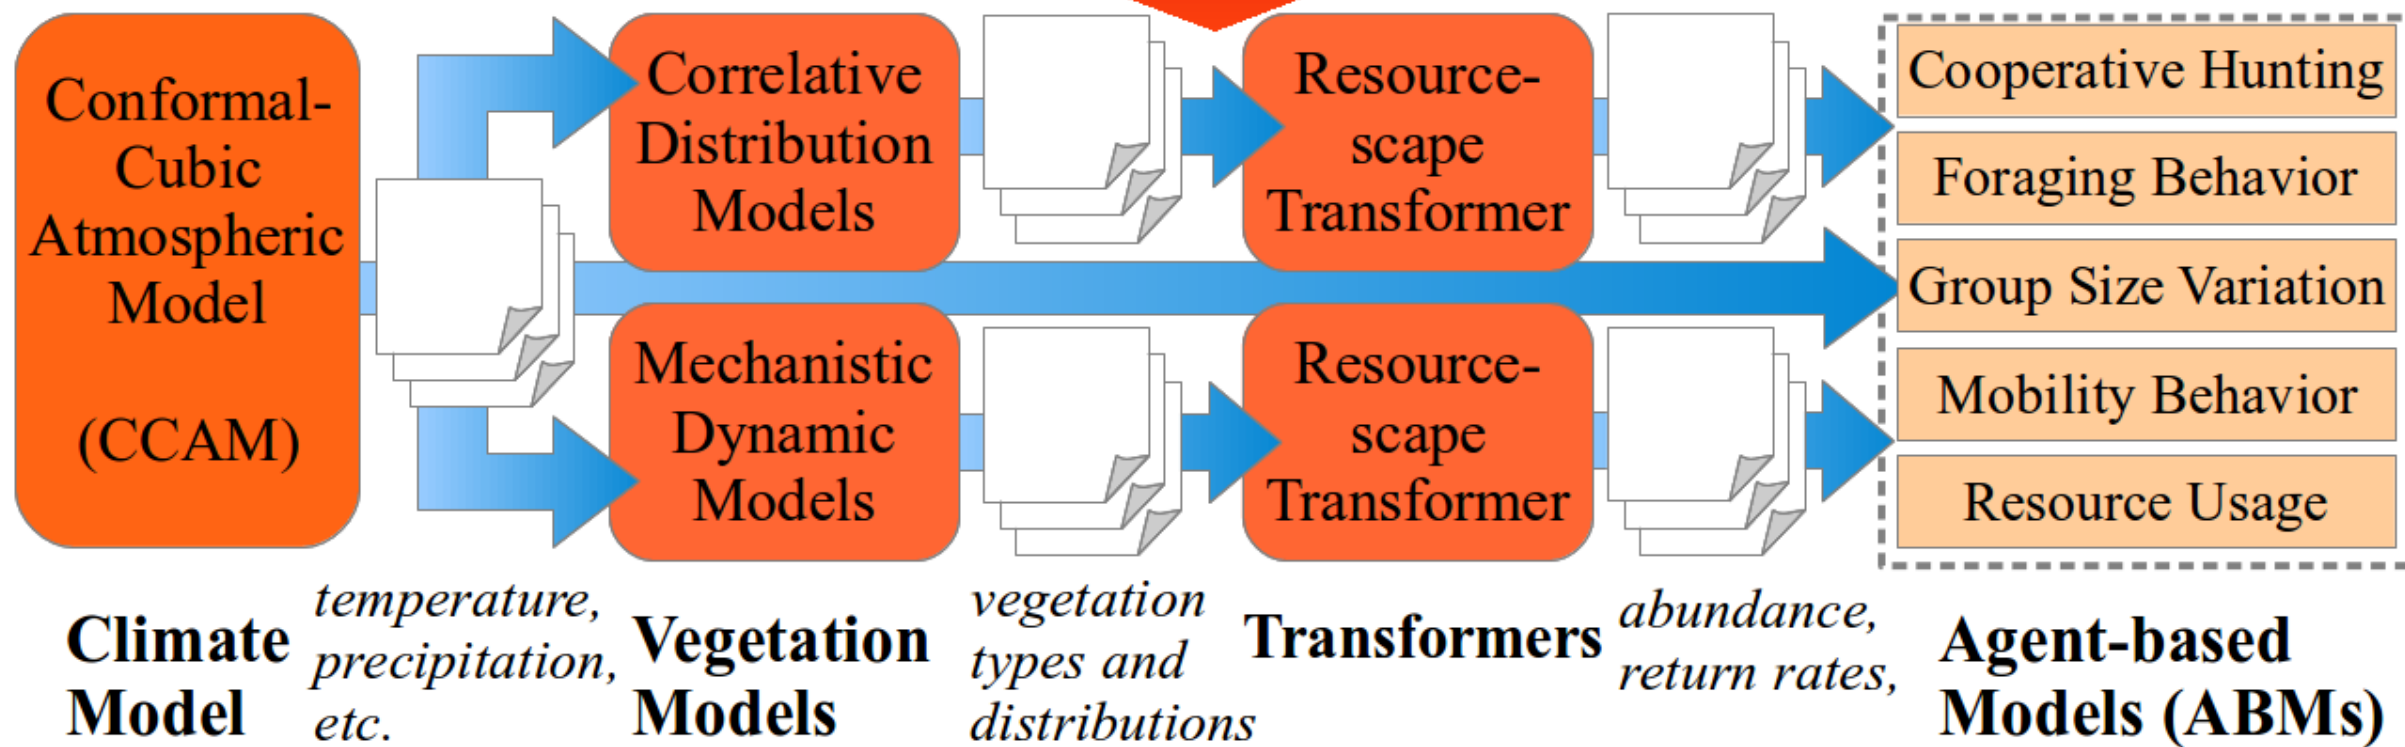 Conformal-
Cubic
Atmospheric
Model
(CCAM)
Correlative
Distribution
Models
Mechanistic
Dynamic
Models
Resource-
scape
Transformer
Resource-
scape
Transformer
Cooperative Hunting
Foraging Behavior
Group Size Variation
Mobility Behavior
Resource Usage
Climate
Model
temperature,
precipitation,
etc.
Vegetation
Models
vegetation
types and
distributions
Transformers
abundance,
return rates,
Agent-based
Models (ABMs)